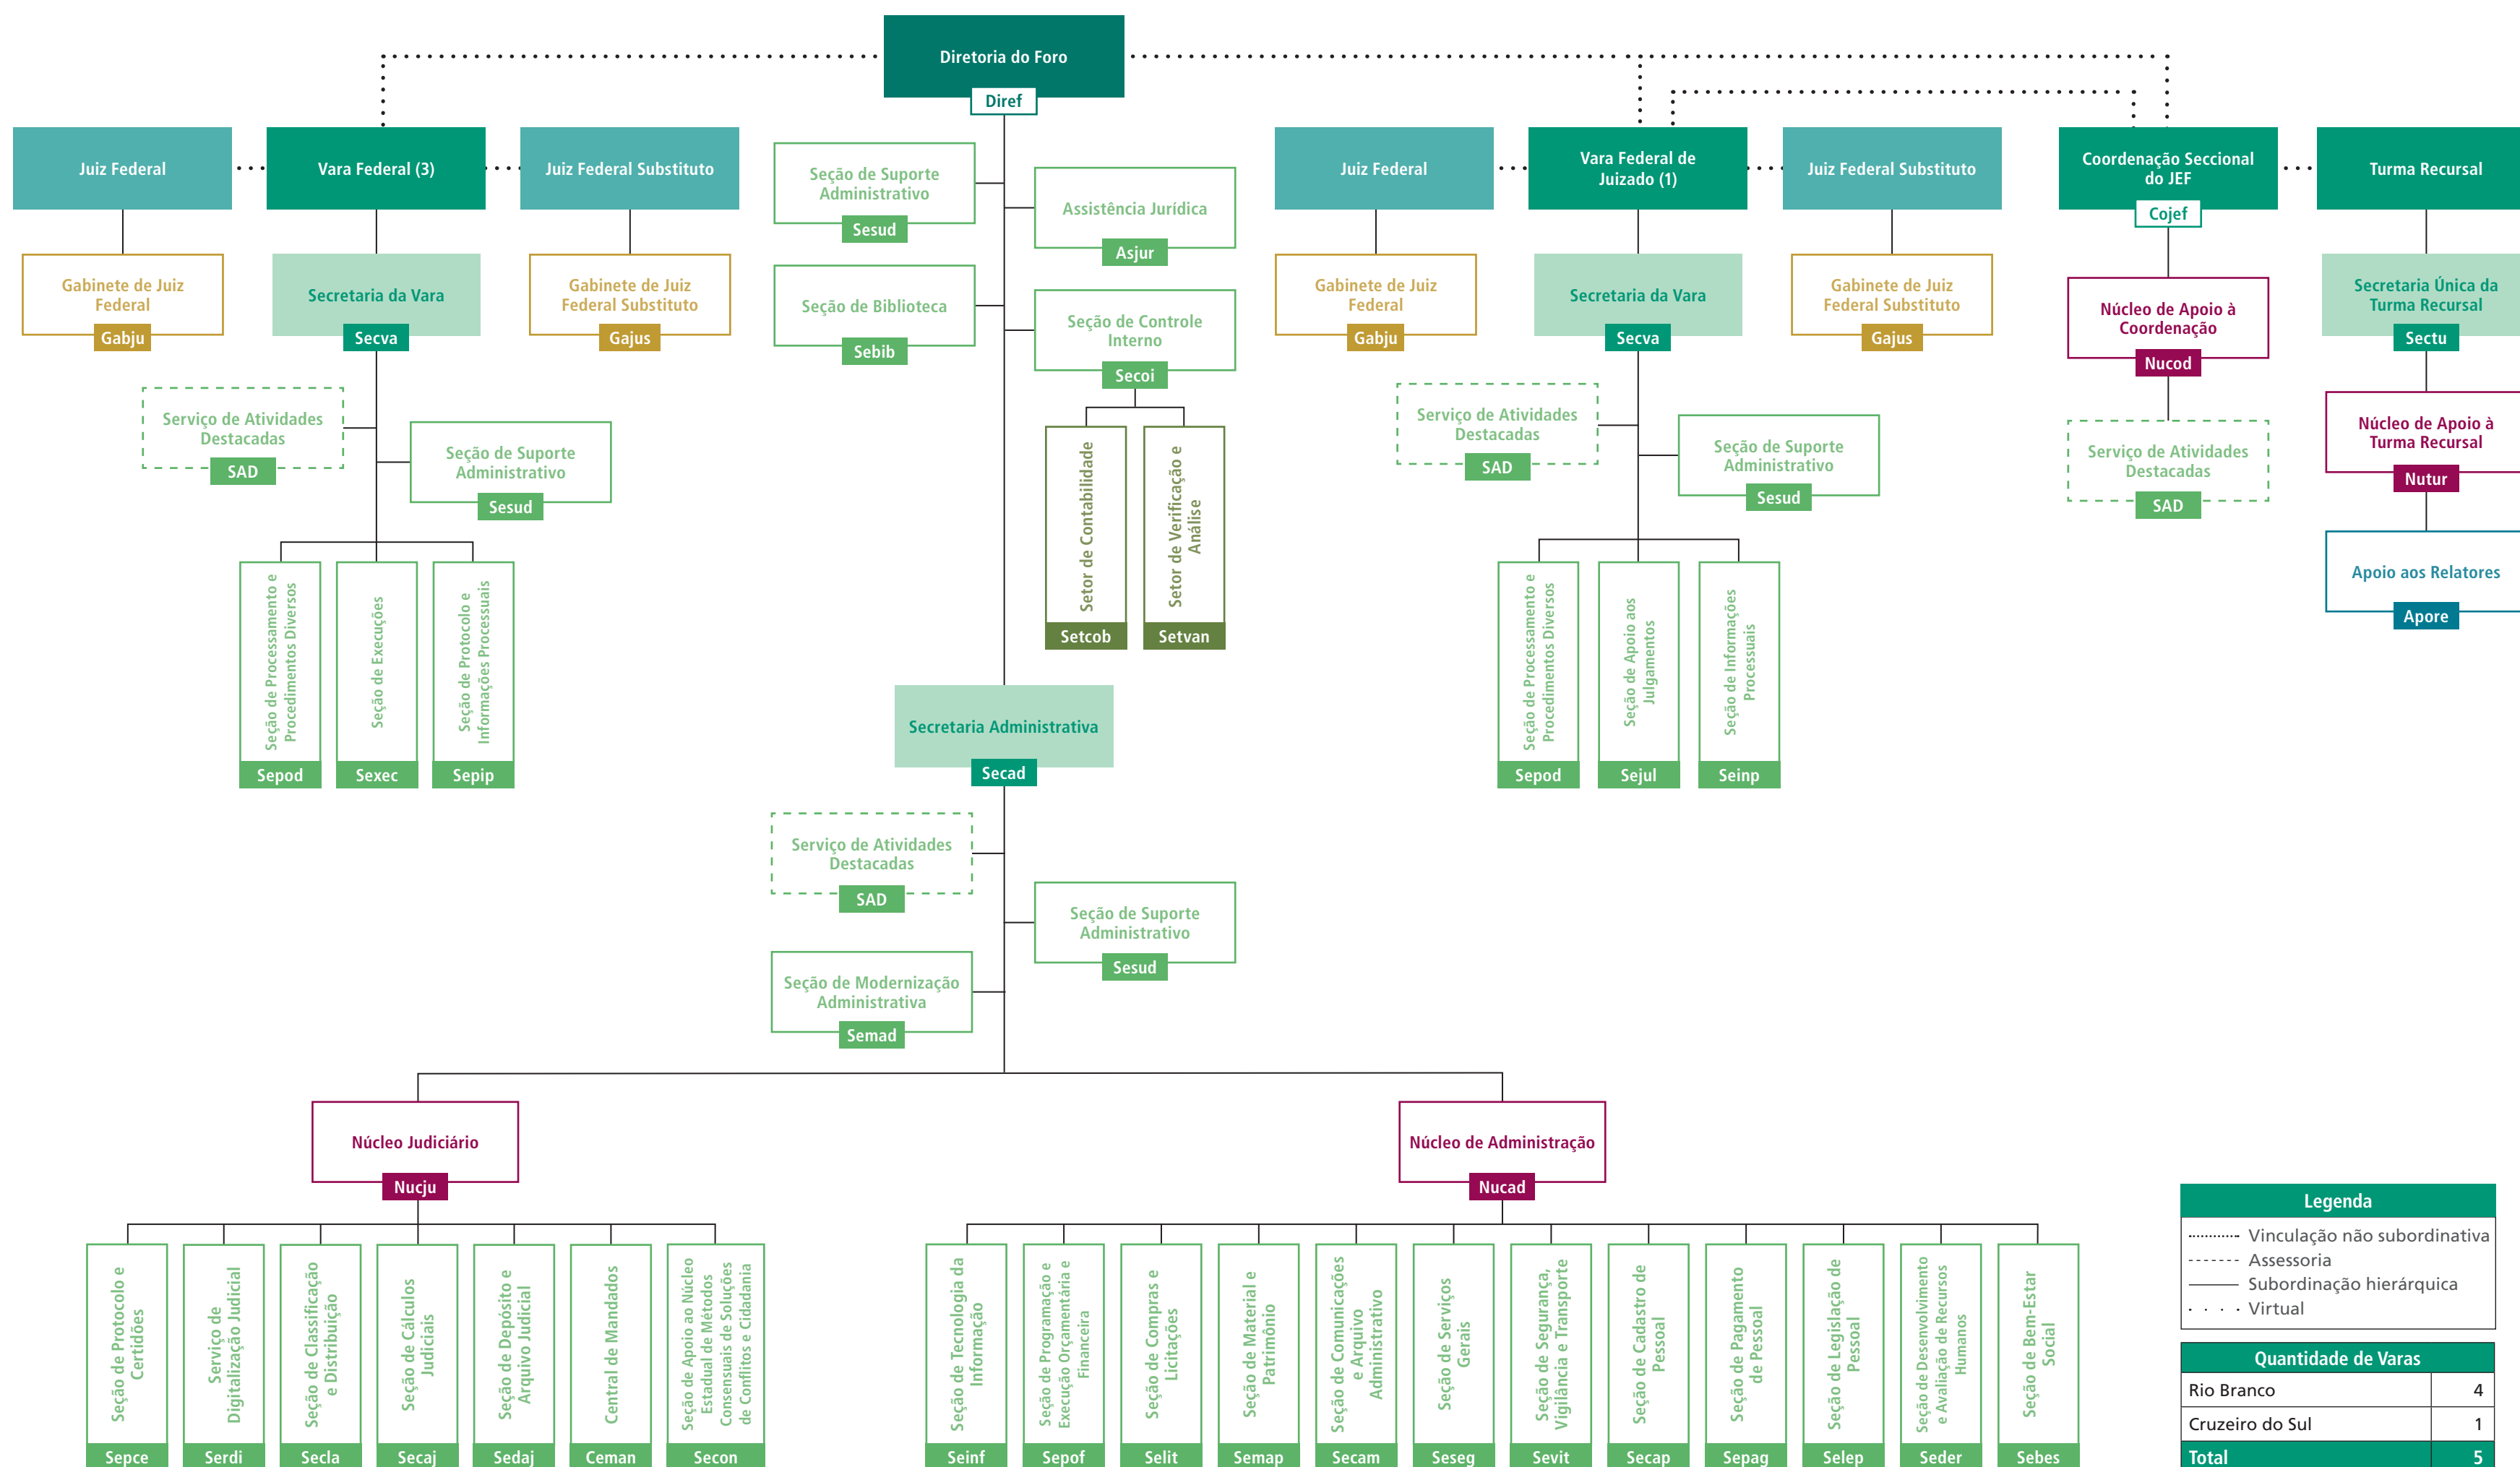 Diretoria do Foro
Diref
Juiz Federal
Vara Federal (3)
Juiz Federal Substituto
Gabinete de Juiz
Federal
Gabju
Secretaria da Vara
Secva
Gabinete de Juiz
Federal Substituto
Gajus
Serviço de Atividades
Destacadas
SAD
Seção de Suporte
Administrativo
Sesud
Seção de Processamento e
Procedimentos Diversos
Sepod
Seção de Execuções
Sexec
Seção de Protocolo e
Informações Processuais
Sepip
Seção de Suporte
Administrativo
Sesud
Assistência Jurídica
Asjur
Seção de Biblioteca
Sebib
Seção de Controle
Interno
Secoi
Setor de Contabilidade
Setcob
Setor de Verificação e
Análise
Setvan
Juiz Federal
Vara Federal de
Juizado (1)
Juiz Federal Substituto
Gabinete de Juiz
Federal
Gabju
Secretaria da Vara
Secva
Gabinete de Juiz
Federal Substituto
Gajus
Serviço de Atividades
Destacadas
SAD
Seção de Suporte
Administrativo
Sesud
Seção de Processamento e
Procedimentos Diversos
Sepod
Seção de Apoio aos
Julgamentos
Sejul
Seção de Informações
Processuais
Seinp
Coordenação Seccional
do JEF
Cojef
Núcleo de Apoio à
Coordenação
Nucod
Serviço de Atividades
Destacadas
SAD
Turma Recursal
Secretaria Única da
Turma Recursal
Sectu
Núcleo de Apoio à
Turma Recursal
Nutur
Apoio aos Relatores
Apore
Secretaria Administrativa
Secad
Serviço de Atividades
Destacadas
SAD
Seção de Suporte
Administrativo
Sesud
Seção de Modernização
Administrativa
Semad
Núcleo Judiciário
Nucju
Seção de Protocolo e
Certidões
Sepce
Serviço de
Digitalização Judicial
Serdi
Seção de Classificação
e Distribuição
Secla
Seção de Cálculos
Judiciais
Secaj
Seção de Depósito e
Arquivo Judicial
Sedaj
Central de Mandados
Ceman
Seção de Apoio ao Núcleo
Estadual de Métodos
Consensuais de Soluções
de Conflitos e Cidadania
Secon
Núcleo de Administração
Nucad
Seção de Tecnologia da
Informação
Seinf
Seção de Programação e
Execução Orçamentária e
Financeira
Sepof
Seção de Compras e
Licitações
Selit
Seção de Material e
Patrimônio
Semap
Seção de Comunicações
e Arquivo
Administrativo
Secam
Seção de Serviços
Gerais
Seseg
Seção de Segurança,
Vigilância e Transporte
Sevit
Seção de Cadastro de
Pessoal
Secap
Seção de Pagamento
de Pessoal
Sepag
Seção de Legislação de
Pessoal
Selep
Seção de Desenvolvimento
e Avaliação de Recursos
Humanos
Seder
Seção de Bem-Estar
Social
Sebes
Legenda
Vinculação não subordinativa
Assessoria
Subordinação hierárquica
Virtual
Quantidade de Varas
Rio Branco 4
Cruzeiro do Sul 1
Total 5